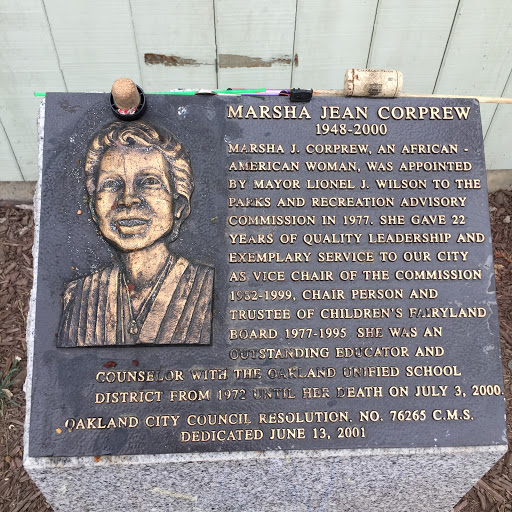 MARSHA JEAN CORPREW
1948-2000
MARSHA J. CORPREW, AN AFRICAN -
AMERICAN WOMAN, WAS APPOINTED
BY MAYOR LIONEL J. WILSON TO THE
PARKS AND RECREATION ADVISORY
COMMISSION IN 1977. SHE GAVE 22
YEARS OF QUALITY LEADERSHIP AND
EXEMPLARY SERVICE TO OUR CITY
AS VICE CHAIR OF THE COMMISSION
1982-1999, CHAIR PERSON AND
TRUSTEE OF CHILDREN'S FAIRYLAND
BOARD 1977-1995 SHE WAS AN
OUTSTANDING EDUCATOR AND
COUNSELOR WITH THE OAKLAND UNIFIED SCHOOL
DISTRICT FROM 1972 UNTIL HER DEATH ON JULY 3, 2000.
OAKLAND CITY COUNCIL RESOLUTION. NO. 76265 C.M.S.
DEDICATED JUNE 13, 2001